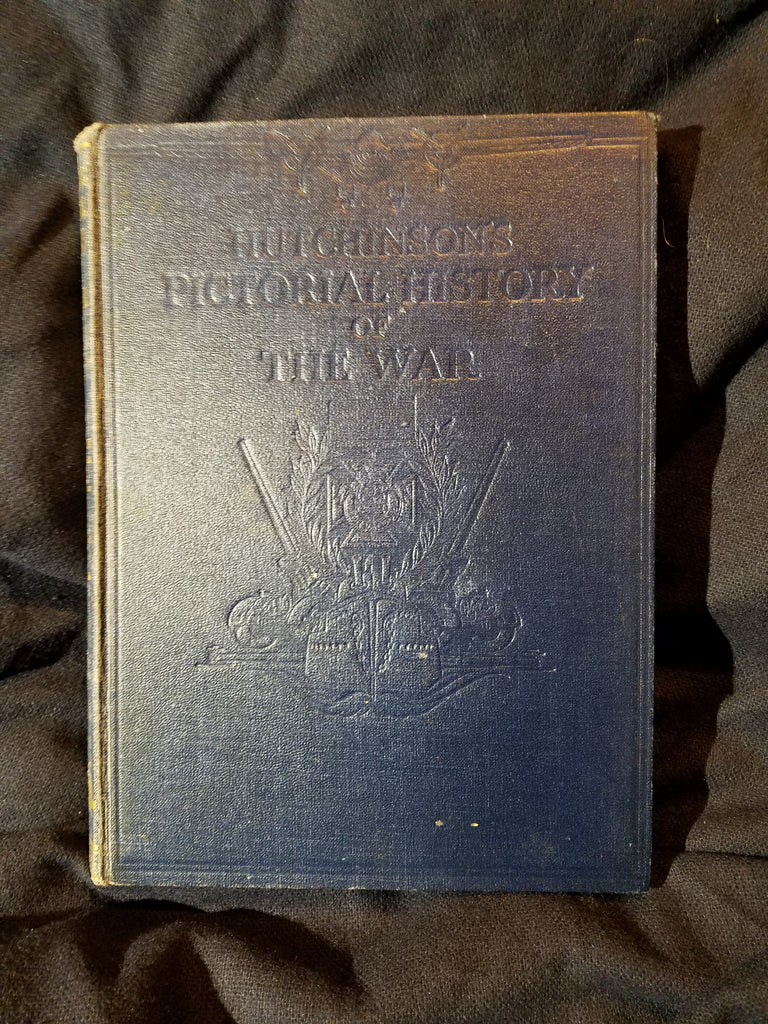 HUTCHINSON'S
PICTORIAL HISTORY
OF
THE WAR